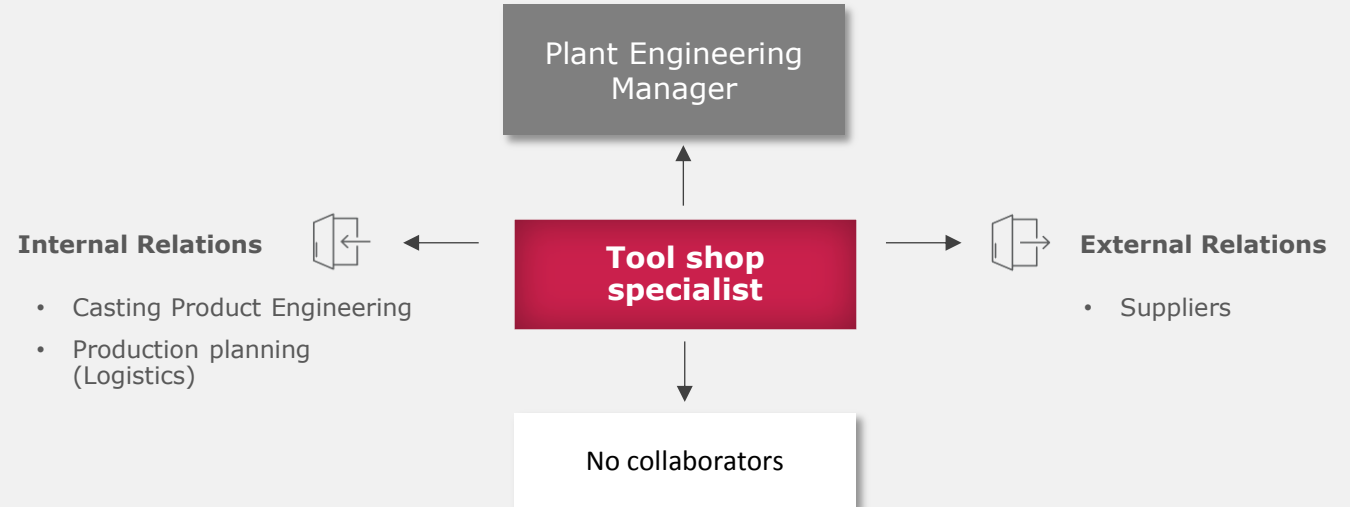 Plant Engineering
Manager
Internal Relations
Tool shop
specialist
External Relations
• Casting Product Engineering
• Production planning
(Logistics)
• Suppliers
No collaborators